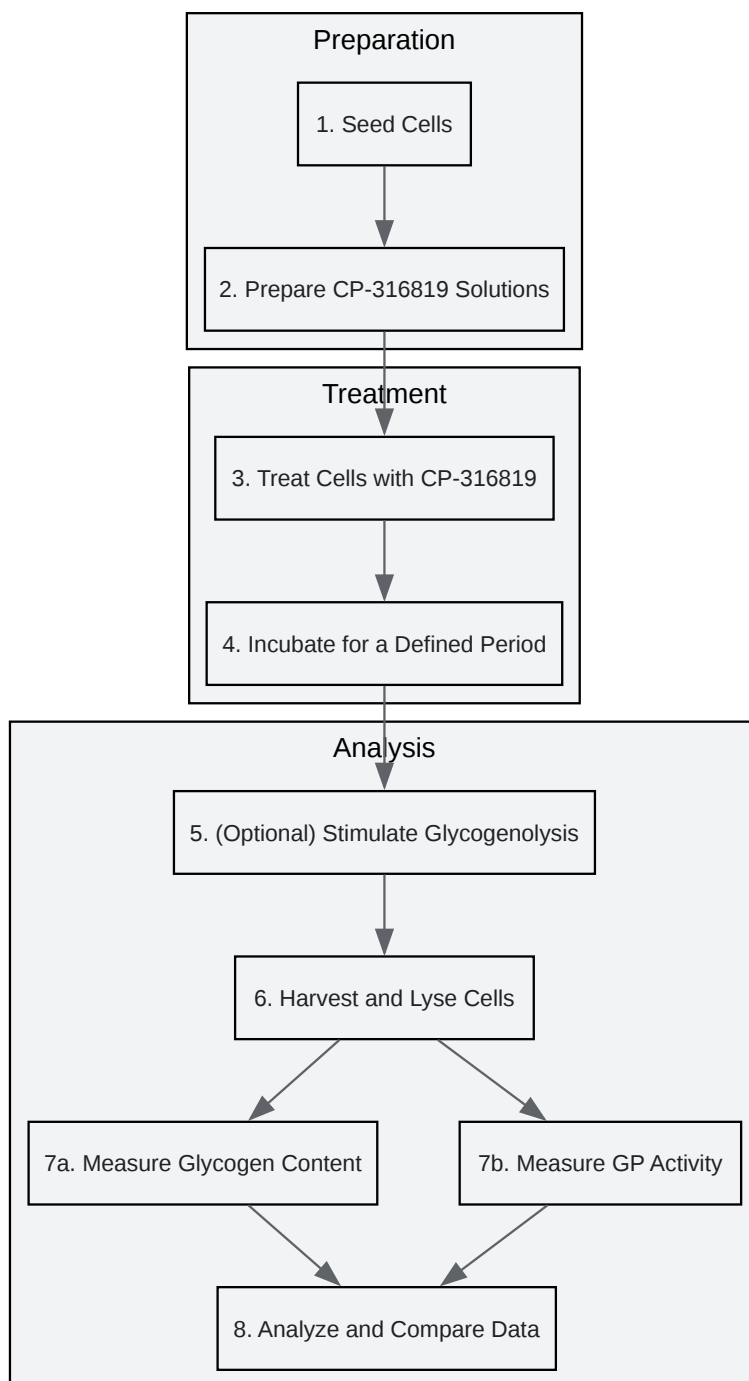 Preparation
1. Seed Cells
2. Prepare CP-316819 Solutions
Treatment
3. Treat Cells with CP-316819
4. Incubate for a Defined Period
Analysis
5. (Optional) Stimulate Glycogenolysis
6. Harvest and Lyse Cells
7a. Measure Glycogen Content
7b. Measure GP Activity
8. Analyze and Compare Data